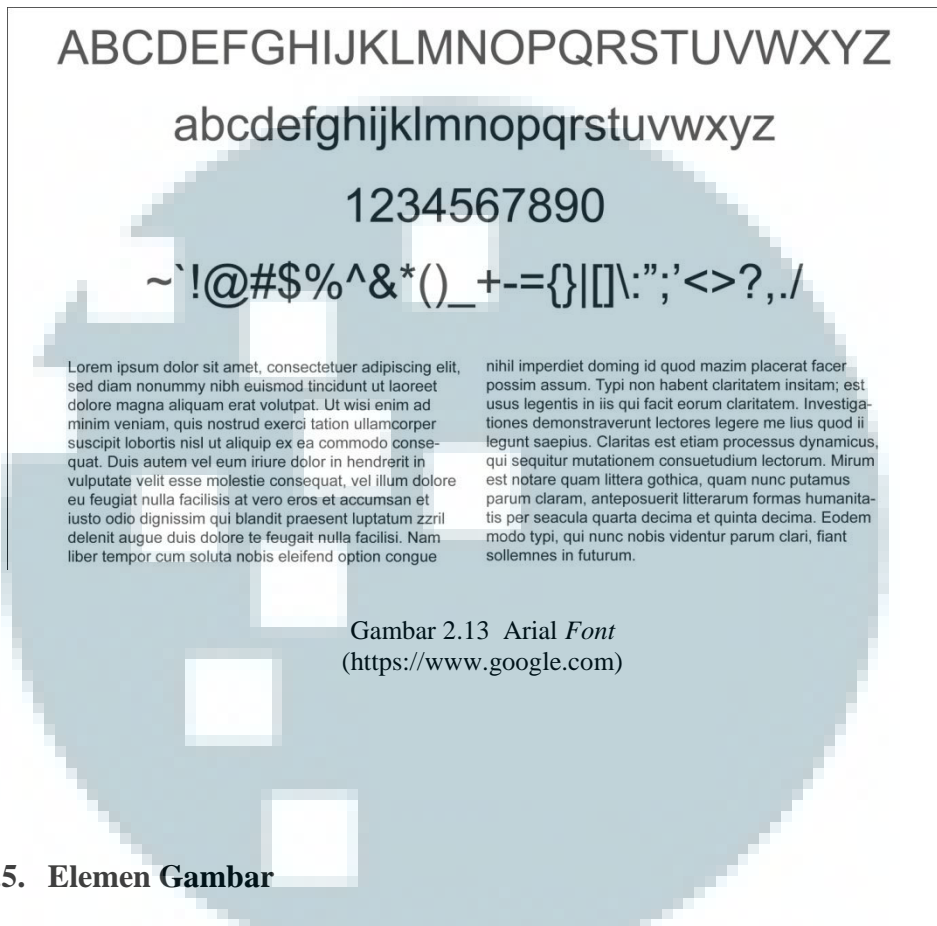 ABCDEFGHIJKLMNOPQRSTUVWXYZ
abcdefghijklmnopqrstuvwxyz
1234567890
~`!@#$%^&*()_+-={}|[]\:”;’<>?,./
Lorem ipsum dolor sit amet, consectetuer adipiscing elit,
sed diam nonummy nibh euismod tincidunt ut laoreet
dolore magna aliquam erat volutpat. Ut wisi enim ad
minim veniam, quis nostrud exerci tation ullamcorper
suscipit lobortis nisl ut aliquip ex ea commodo conse-
quat. Duis autem vel eum iriure dolor in hendrerit in
vulputate velit esse molestie consequat, vel illum dolore
eu feugiat nulla facilisis at vero eros et accumsan et
iusto odio dignissim qui blandit praesent luptatum zzril
delenit augue duis dolore te feugait nulla facilisi. Nam
liber tempor cum soluta nobis eleifend option congue
nihil imperdiet doming id quod mazim placerat facer
possim assum. Typi non habent claritatem insitam; est
usus legentis in iis qui facit eorum claritatem. Investiga-
tiones demonstraverunt lectores legere me lius quod ii
legunt saepius. Claritas est etiam processus dynamicus,
qui sequitur mutationem consuetudium lectorum. Mirum
est notare quam littera gothica, quam nunc putamus
parum claram, anteposuerit litterarum formas humanita-
tis per seacula quarta decima et quinta decima. Eodem
modo typi, qui nunc nobis videntur parum clari, fiant
sollemnes in futurum.
Gambar 2.13 Arial Font
(https://www.google.com)
5. Elemen Gambar